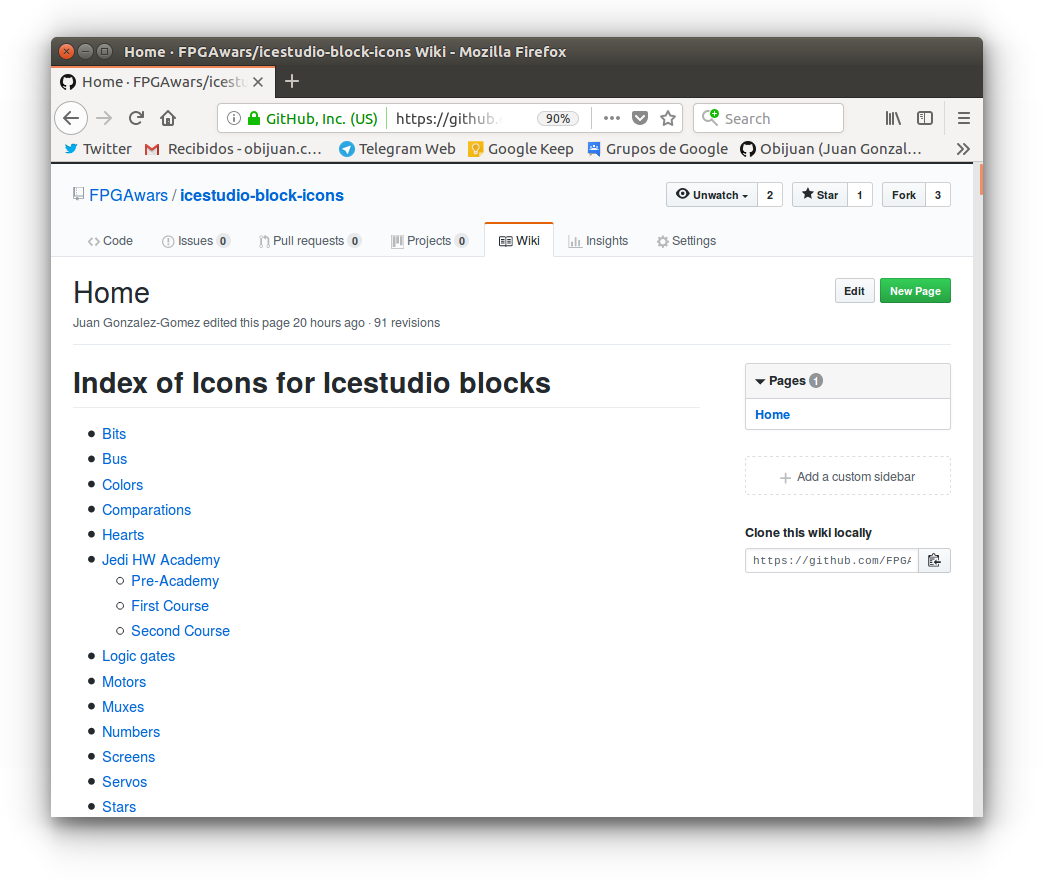 Home · FPGAwars/icestudio-block-icons Wiki - Mozilla Firefox
Home · FPGAwars/icestu
GitHub, Inc. (US) https://github. 90% Search
Twitter Recibidos - obijuan.c... Telegram Web Google Keep Grupos de Google Obijuan (Juan Gonzal...
FPGAwars / icestudio-block-icons Unwatch 2 Star 1 Fork 3
Code Issues 0 Pull requests 0 Projects 0 Wiki Insights Settings
Home Edit New Page
Juan Gonzalez-Gomez edited this page 20 hours ago · 91 revisions
Index of Icons for Icestudio blocks
Bits
Bus
Colors
Comparations
Hearts
Jedi HW Academy
Pre-Academy
First Course
Second Course
Logic gates
Motors
Muxes
Numbers
Screens
Servos
Stars
Pages 1
Home
Add a custom sidebar
Clone this wiki locally
https://github.com/FPGA